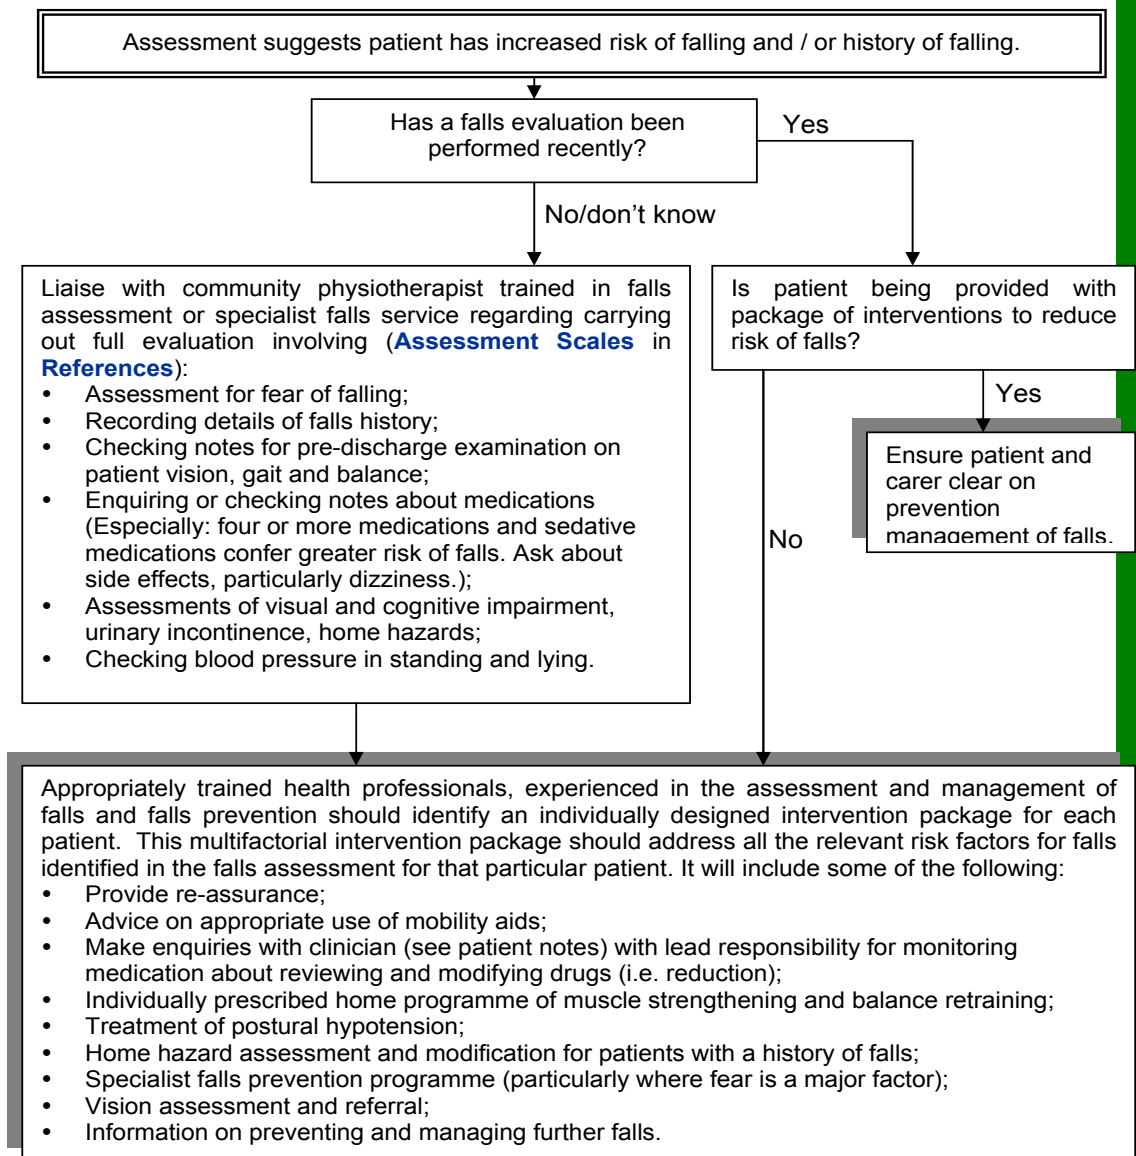 Assessment suggests patient has increased risk of falling and / or history of falling.
Has a falls evaluation been
performed recently?
Yes
No/don’t know
Liaise with community physiotherapist trained in falls
assessment or specialist falls service regarding carrying
out full evaluation involving (Assessment Scales in
References):
• Assessment for fear of falling;
• Recording details of falls history;
• Checking notes for pre-discharge examination on
patient vision, gait and balance;
• Enquiring or checking notes about medications
(Especially: four or more medications and sedative
medications confer greater risk of falls. Ask about
side effects, particularly dizziness.);
• Assessments of visual and cognitive impairment,
urinary incontinence, home hazards;
• Checking blood pressure in standing and lying.
Is patient being provided with
package of interventions to reduce
risk of falls?
Yes
Ensure patient and
carer clear on
prevention
management of falls.
No
Appropriately trained health professionals, experienced in the assessment and management of
falls and falls prevention should identify an individually designed intervention package for each
patient. This multifactorial intervention package should address all the relevant risk factors for falls
identified in the falls assessment for that particular patient. It will include some of the following:
• Provide re-assurance;
• Advice on appropriate use of mobility aids;
• Make enquiries with clinician (see patient notes) with lead responsibility for monitoring
medication about reviewing and modifying drugs (i.e. reduction);
• Individually prescribed home programme of muscle strengthening and balance retraining;
• Treatment of postural hypotension;
• Home hazard assessment and modification for patients with a history of falls;
• Specialist falls prevention programme (particularly where fear is a major factor);
• Vision assessment and referral;
• Information on preventing and managing further falls.